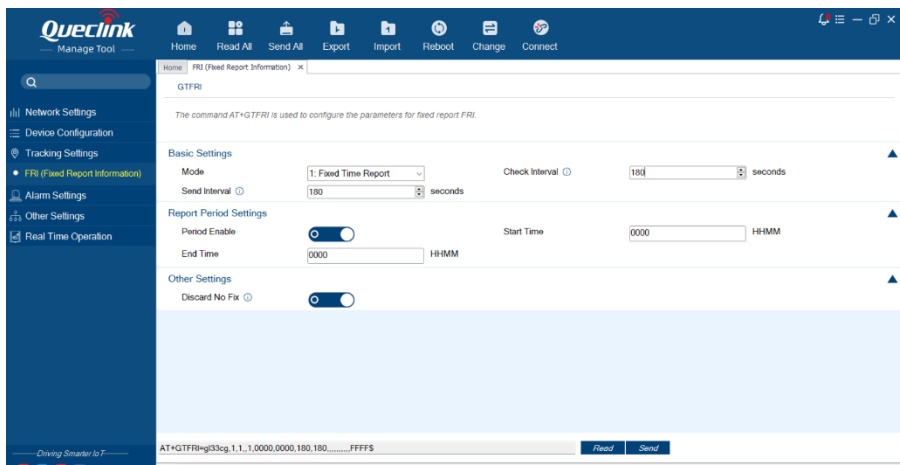 Queclink
Manage Tool
Home Read All Send All Export Import Reboot Change Connect
Home FRI (Fixed Report Information) ×
GTFRI
The command AT+GTFRI is used to configure the parameters for fixed report FRI.
Network Settings
Device Configuration
Tracking Settings
FRI (Fixed Report Information)
Alarm Settings
Other Settings
Real Time Operation
Basic Settings
Mode 1: Fixed Time Report Check Interval 180 seconds
Send Interval 180 seconds
Report Period Settings
Period Enable Start Time 0000 HHMM
End Time 0000 HHMM
Other Settings
Discard No Fix
AT+GTFRI=gl33cg,1,1,,1,0000,0000,180,180,,,,,,,,,,FFFF$ Read Send
Driving Smarter IoT